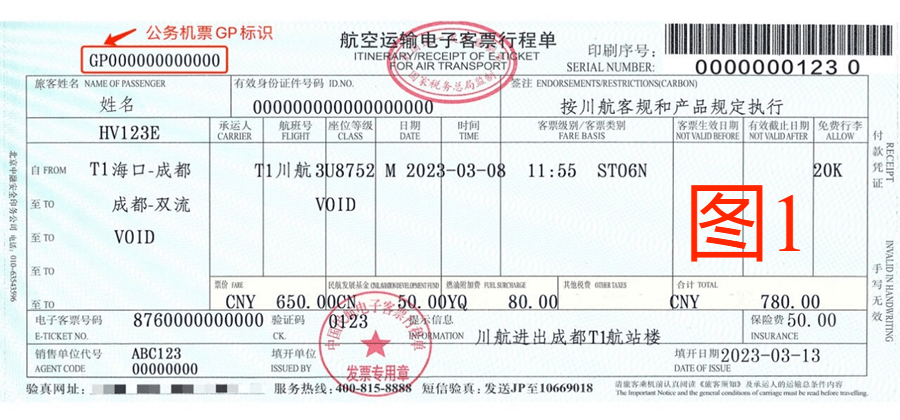 公务机票GP标识
GP000000000000
航空运输电子客票行程单
ITINERARY/RECEIPT OF E-TICKET
FOR AIR TRANSPORT
国家税务总局监制
印刷序号:
SERIAL NUMBER: 0000000123 0
旅客姓名 NAME OF PASSENGER 有效身份证件号码 ID.NO. 签注 ENDORSEMENTS/RESTRICTIONS(CARBON)
姓名 000000000000000000 按川航客规和产品规定执行
HV123E 承运人 CARRIER 航班号 FLIGHT 座位等级 CLASS 日期 DATE 时间 TIME 客票级别/客票类别 FARE BASIS 客票生效日期 NOT VALID BEFORE 有效截止日期 NOT VALID AFTER 免费行李 ALLOW
自 FROM T1海口-成都 T1川航 3U8752 M 2023-03-08 11:55 ST06N 20K
至 TO 成都-双流 VOID
至 TO VOID
至 TO
至 TO
图1
票价 FARE 民航发展基金 CIVIL AVIATION DEVELOPMENT FUND 燃油附加费 FUEL SURCHARGE 其他税费 OTHER TAXES 合计 TOTAL
CNY 650.00CN 50.00YQ 80.00 CNY 780.00
电子客票号码 8760000000000 验证码 0123 提示信息 川航进出成都T1航站楼 保险费 50.00
E-TICKET NO. CK. INFORMATION INSURANCE
销售单位代号 ABC123 填开单位 填开日期 2023-03-13
AGENT CODE 00000000 ISSUED BY DATE OF ISSUE
发票专用章
验真网址: 服务热线:400-815-8888 短信验真:发送JP至10669018
请旅客乘机前认真阅读《旅客须知》及承运人的运输总条件内容
The Important Notice and the general conditions of carriage must be read before travelling.
付款凭证 RECEIPT
手写无效 INVALID IN HANDWRITING